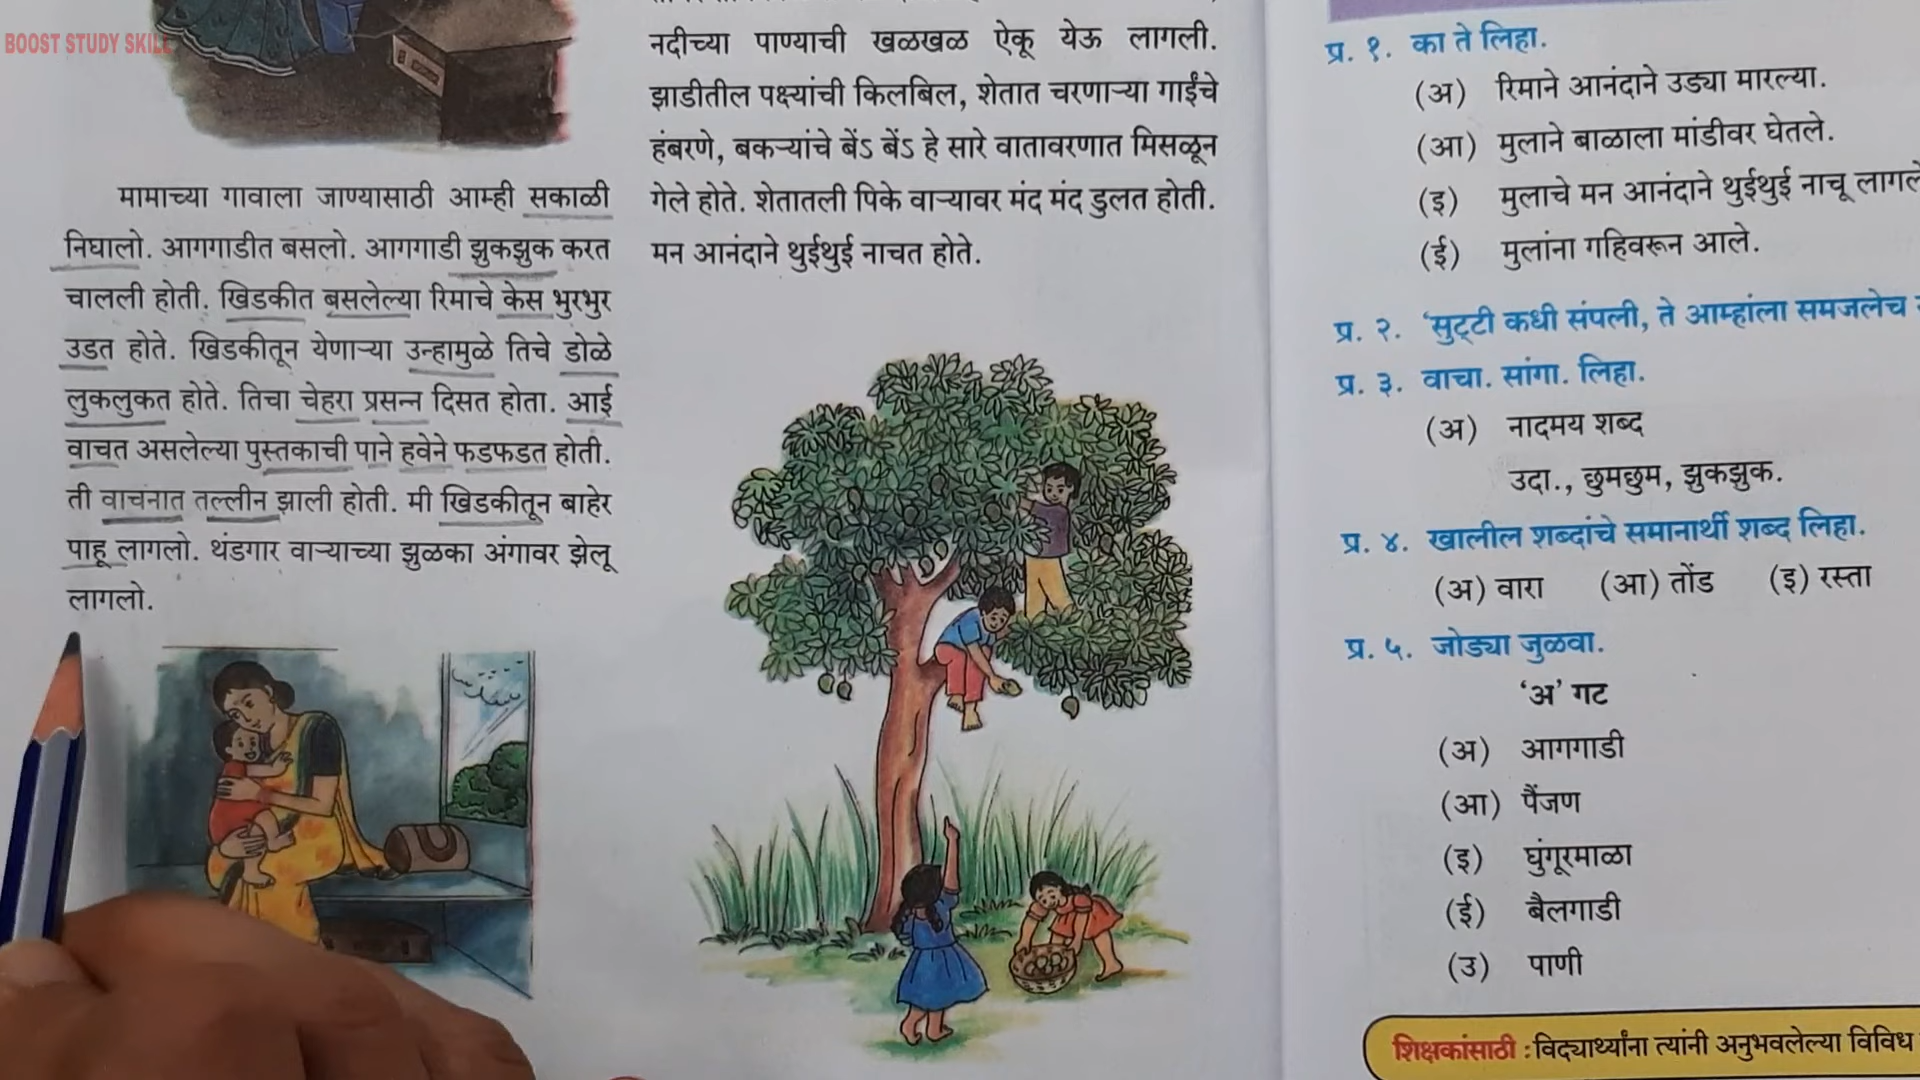 BOOST STUDY SKILL
मामाच्या गावाला जाण्यासाठी आम्ही सकाळी
निघालो. आगगाडीत बसलो. आगगाडी झुकझुक करत
चालली होती. खिडकीत बसलेल्या रिमाचे केस भुरभुर
उडत होते. खिडकीतून येणाऱ्या उन्हामुळे तिचे डोळे
लुकलुकत होते. तिचा चेहरा प्रसन्न दिसत होता. आई
वाचत असलेल्या पुस्तकाची पाने हवेने फडफडत होती.
ती वाचनात तल्लीन झाली होती. मी खिडकीतून बाहेर
पाहू लागलो. थंडगार वाऱ्याच्या झुळका अंगावर झेलू
लागलो.
नदीच्या पाण्याची खळखळ ऐकू येऊ लागली.
झाडीतील पक्ष्यांची किलबिल, शेतात चरणाऱ्या गाईंचे
हंबरणे, बकऱ्यांचे बेंऽ बेंऽ हे सारे वातावरणात मिसळून
गेले होते. शेतातली पिके वाऱ्यावर मंद मंद डुलत होती.
मन आनंदाने थुईथुई नाचत होते.
प्र. १. का ते लिहा.
(अ) रिमाने आनंदाने उड्या मारल्या.
(आ) मुलाने बाळाला मांडीवर घेतले.
(इ) मुलाचे मन आनंदाने थुईथुई नाचू लागले
(ई) मुलांना गहिवरून आले.
प्र. २. ‘सुट्टी कधी संपली, ते आम्हांला समजलेच
प्र. ३. वाचा. सांगा. लिहा.
(अ) नादमय शब्द
उदा., छुमछुम, झुकझुक.
प्र. ४. खालील शब्दांचे समानार्थी शब्द लिहा.
(अ) वारा (आ) तोंड (इ) रस्ता
प्र. ५. जोड्या जुळवा.
‘अ’ गट
(अ) आगगाडी
(आ) पैंजण
(इ) घुंगूरमाळा
(ई) बैलगाडी
(उ) पाणी
शिक्षकांसाठी : विद्यार्थ्यांना त्यांनी अनुभवलेल्या विविध